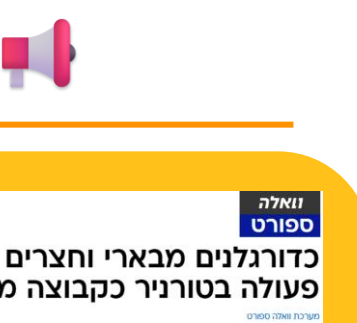 וואלה
ספורט
כדורגלנים מבארי וחצרים
פעולה בטורניר כקבוצה
מערכת וואלה ספורט